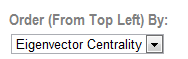 Order (From Top Left) By:
Eigenvector Centrality